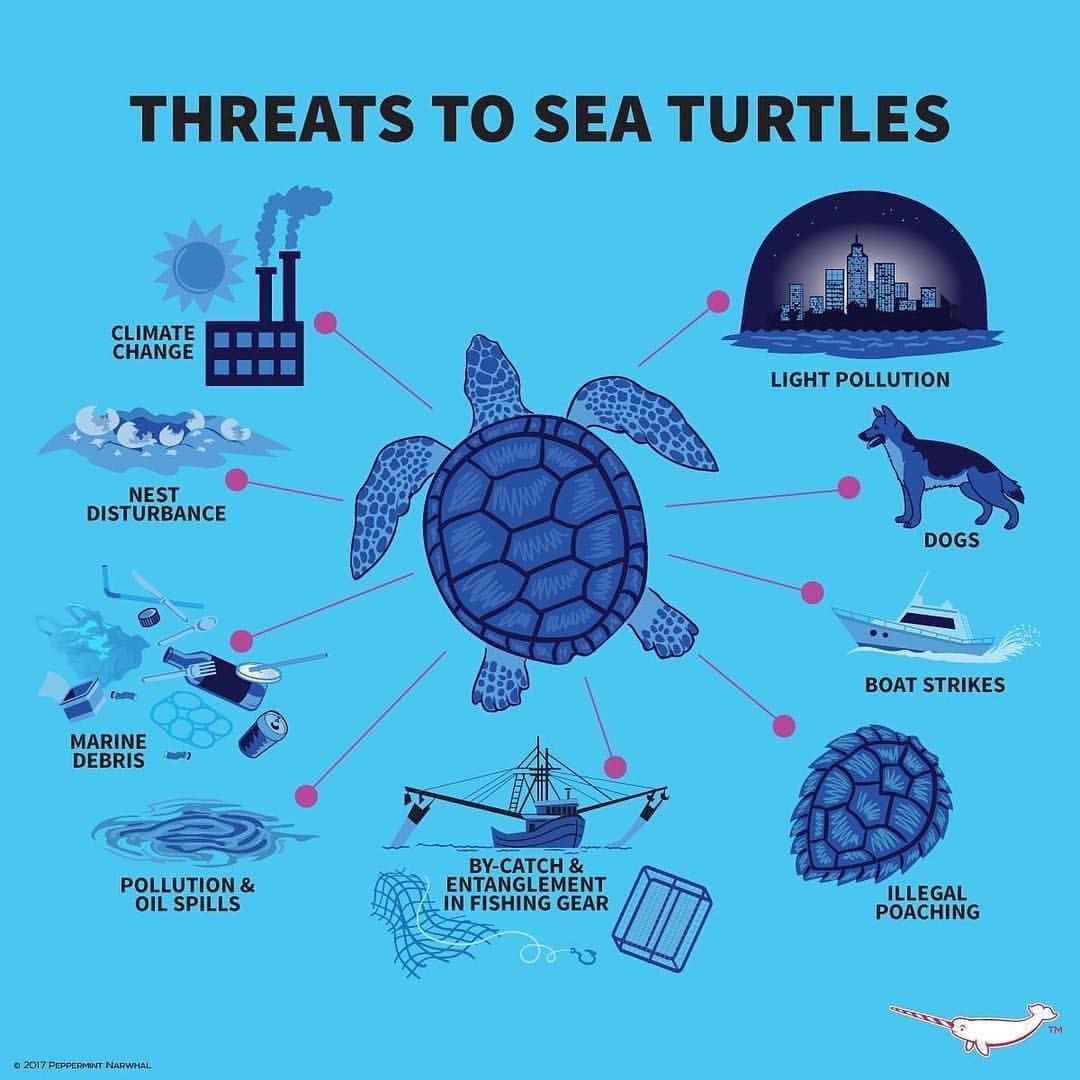 THREATS TO SEA TURTLES
CLIMATE
CHANGE
LIGHT POLLUTION
NEST
DISTURBANCE
DOGS
BOAT STRIKES
MARINE
DEBRIS
POLLUTION &
OIL SPILLS
BY-CATCH &
ENTANGLEMENT
IN FISHING GEAR
ILLEGAL
POACHING
TM
© 2017 PEPPERMINT NARWHAL